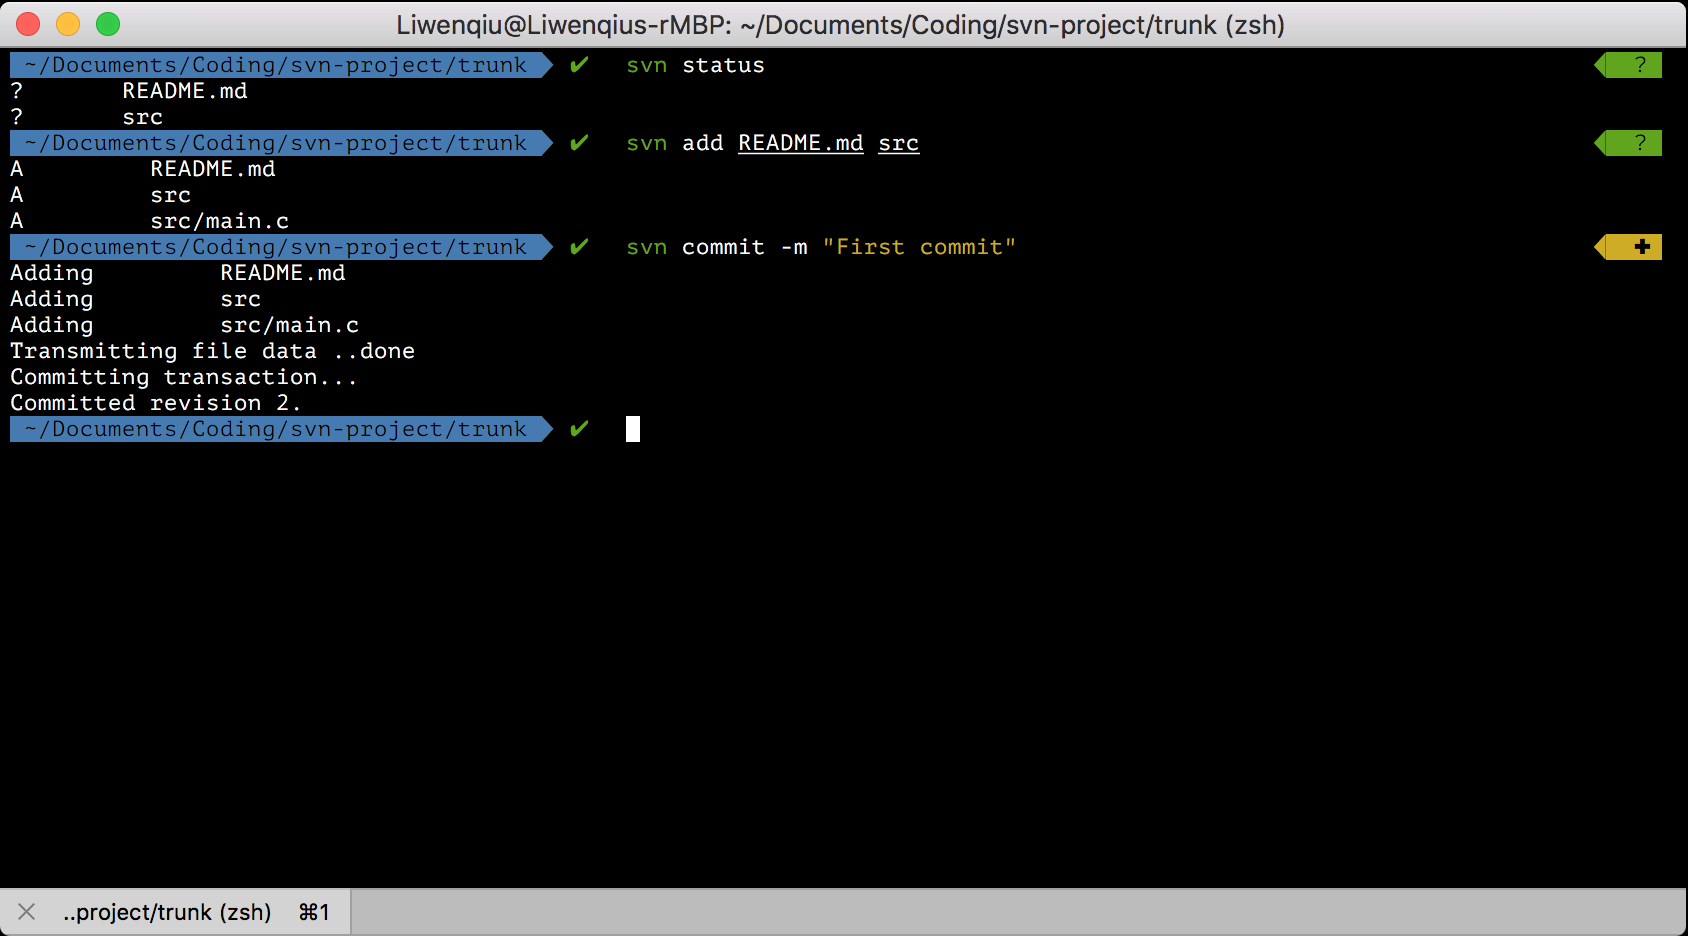 Liwenqiu@Liwenqius-rMBP: ~/Documents/Coding/svn-project/trunk (zsh)
~/Documents/Coding/svn-project/trunk ✔ svn status ?
? README.md
? src
~/Documents/Coding/svn-project/trunk ✔ svn add README.md src ?
A README.md
A src
A src/main.c
~/Documents/Coding/svn-project/trunk ✔ svn commit -m "First commit" ✚
Adding README.md
Adding src
Adding src/main.c
Transmitting file data ..done
Committing transaction...
Committed revision 2.
~/Documents/Coding/svn-project/trunk ✔
..project/trunk (zsh) ⌘1